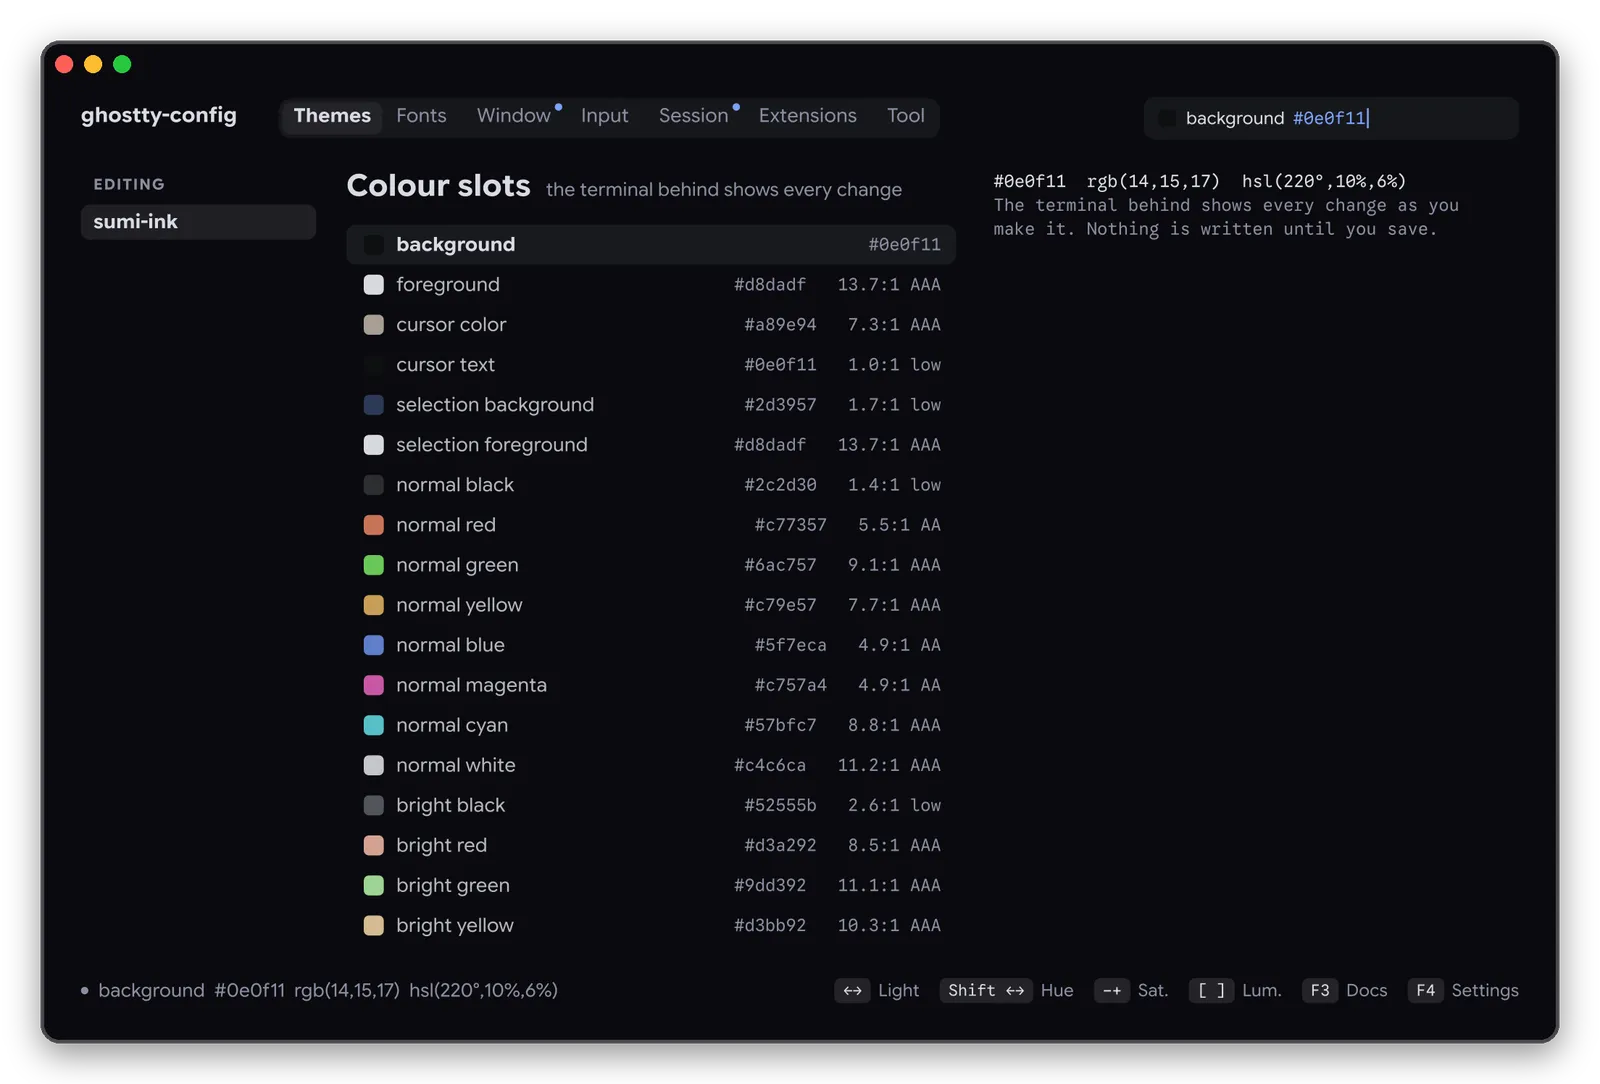 ghostty-config
Themes Fonts Window Input Session Extensions Tool
background #0e0f11
EDITING
sumi-ink
Colour slots the terminal behind shows every change
background #0e0f11
foreground #d8dadf 13.7:1 AAA
cursor color #a89e94 7.3:1 AAA
cursor text #0e0f11 1.0:1 low
selection background #2d3957 1.7:1 low
selection foreground #d8dadf 13.7:1 AAA
normal black #2c2d30 1.4:1 low
normal red #c77357 5.5:1 AA
normal green #6ac757 9.1:1 AAA
normal yellow #c79e57 7.7:1 AAA
normal blue #5f7eca 4.9:1 AA
normal magenta #c757a4 4.9:1 AA
normal cyan #57bfc7 8.8:1 AAA
normal white #c4c6ca 11.2:1 AAA
bright black #52555b 2.6:1 low
bright red #d3a292 8.5:1 AAA
bright green #9dd392 11.1:1 AAA
bright yellow #d3bb92 10.3:1 AAA
#0e0f11 rgb(14,15,17) hsl(220°,10%,6%)
The terminal behind shows every change as you
make it. Nothing is written until you save.
• background #0e0f11 rgb(14,15,17) hsl(220°,10%,6%)
↔ Light Shift ↔ Hue −+ Sat. [ ] Lum. F3 Docs F4 Settings